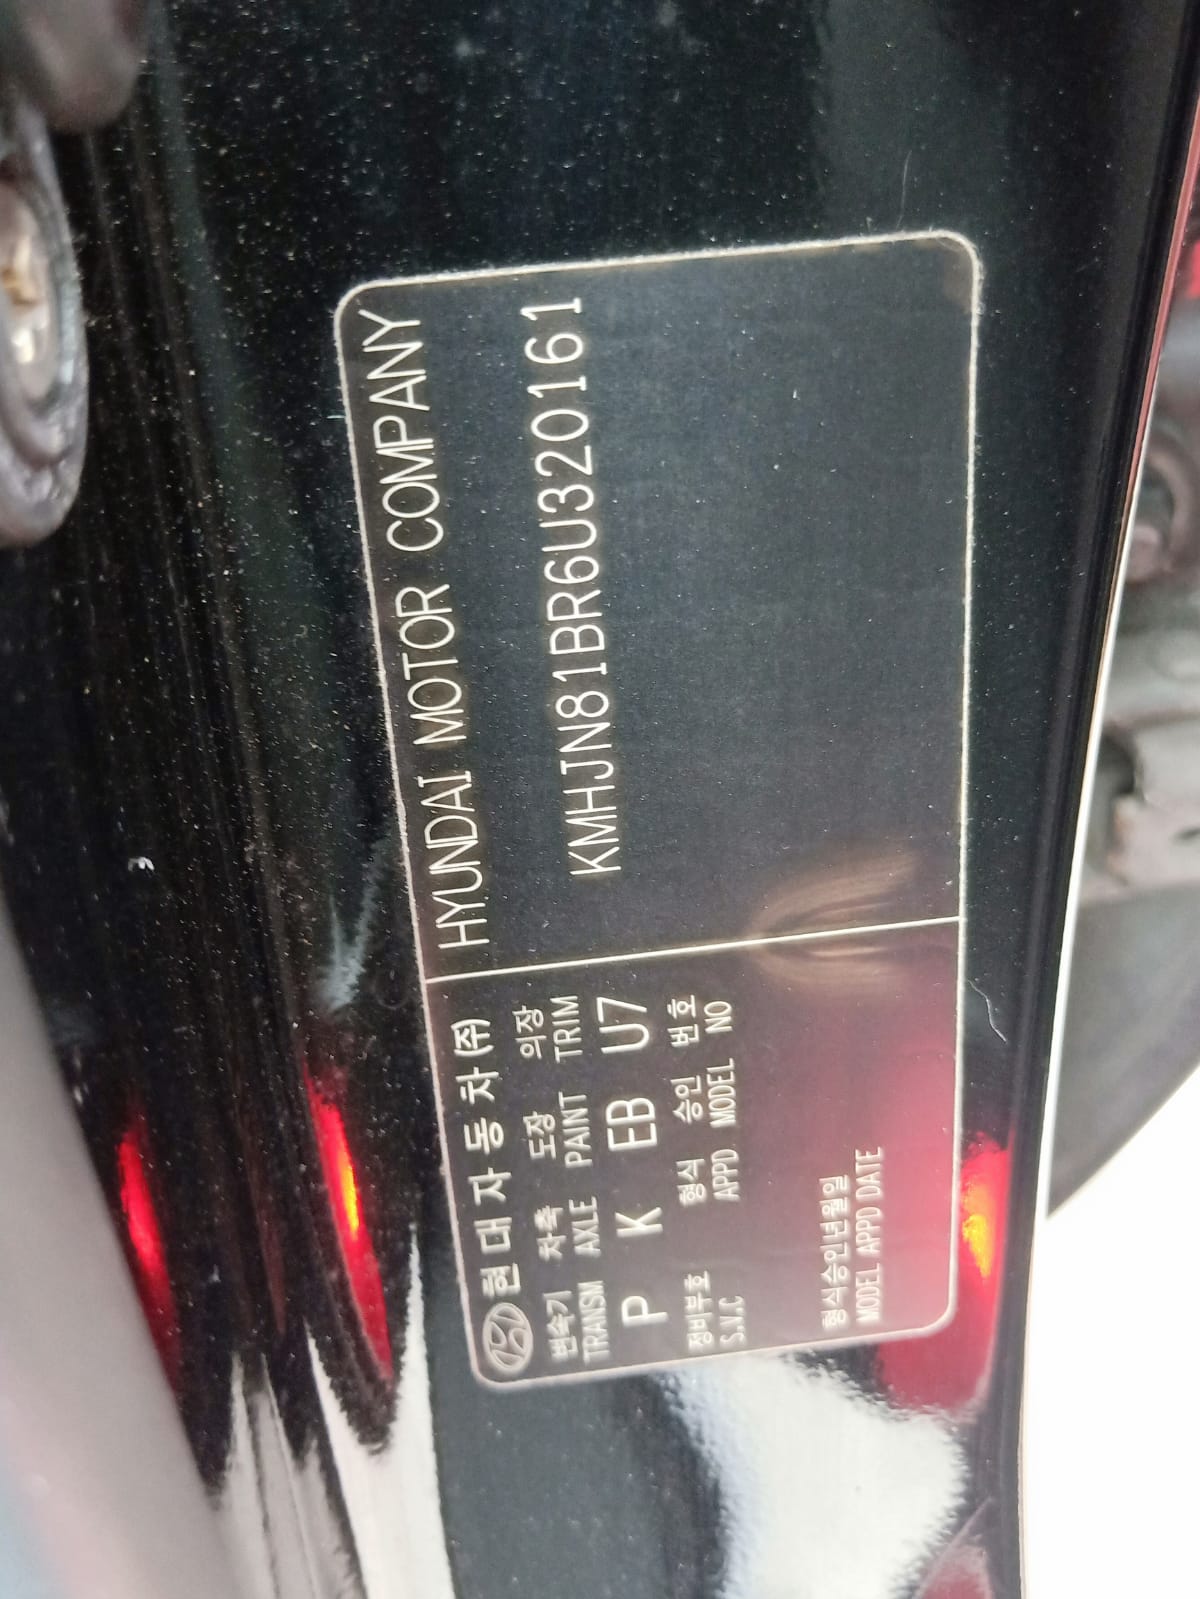 현대자동차(주)
HYUNDAI MOTOR COMPANY
변속기 차축 도장 의장
TRANSM AXLE PAINT TRIM
P K EB U7
KMHJN81BR6U320161
정비부호 형식 승인 번호
S.V.C APPD MODEL NO
형식승인년월일
MODEL APPD DATE